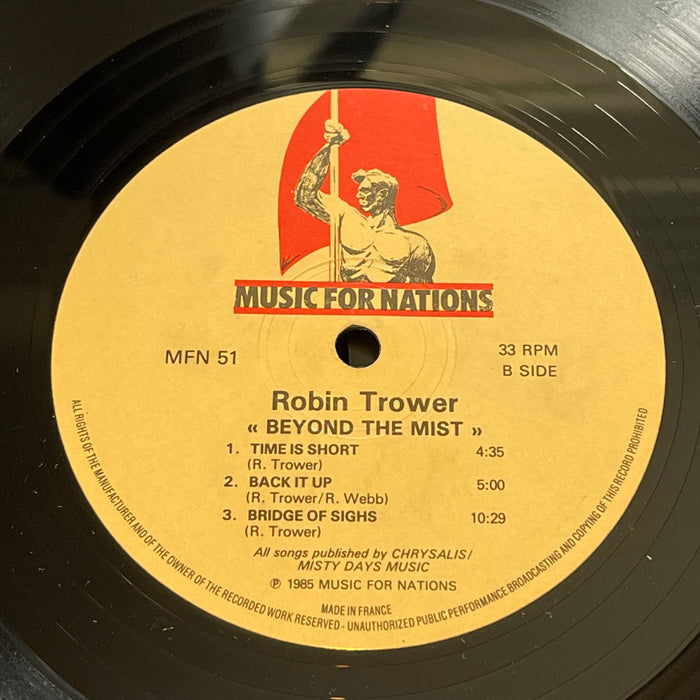 MUSIC FOR NATIONS
MFN 51
33 RPM
B SIDE
Robin Trower
« BEYOND THE MIST »
1. TIME IS SHORT 4:35
(R. Trower)
2. BACK IT UP 5:00
(R. Trower/R. Webb)
3. BRIDGE OF SIGHS 10:29
(R. Trower)
All songs published by CHRYSALIS/
MISTY DAYS MUSIC
℗ 1985 MUSIC FOR NATIONS
MADE IN FRANCE
ALL RIGHTS OF THE MANUFACTURER AND OF THE OWNER OF THE RECORDED WORK RESERVED - UNAUTHORIZED PUBLIC PERFORMANCE BROADCASTING AND COPYING OF THIS RECORD PROHIBITED